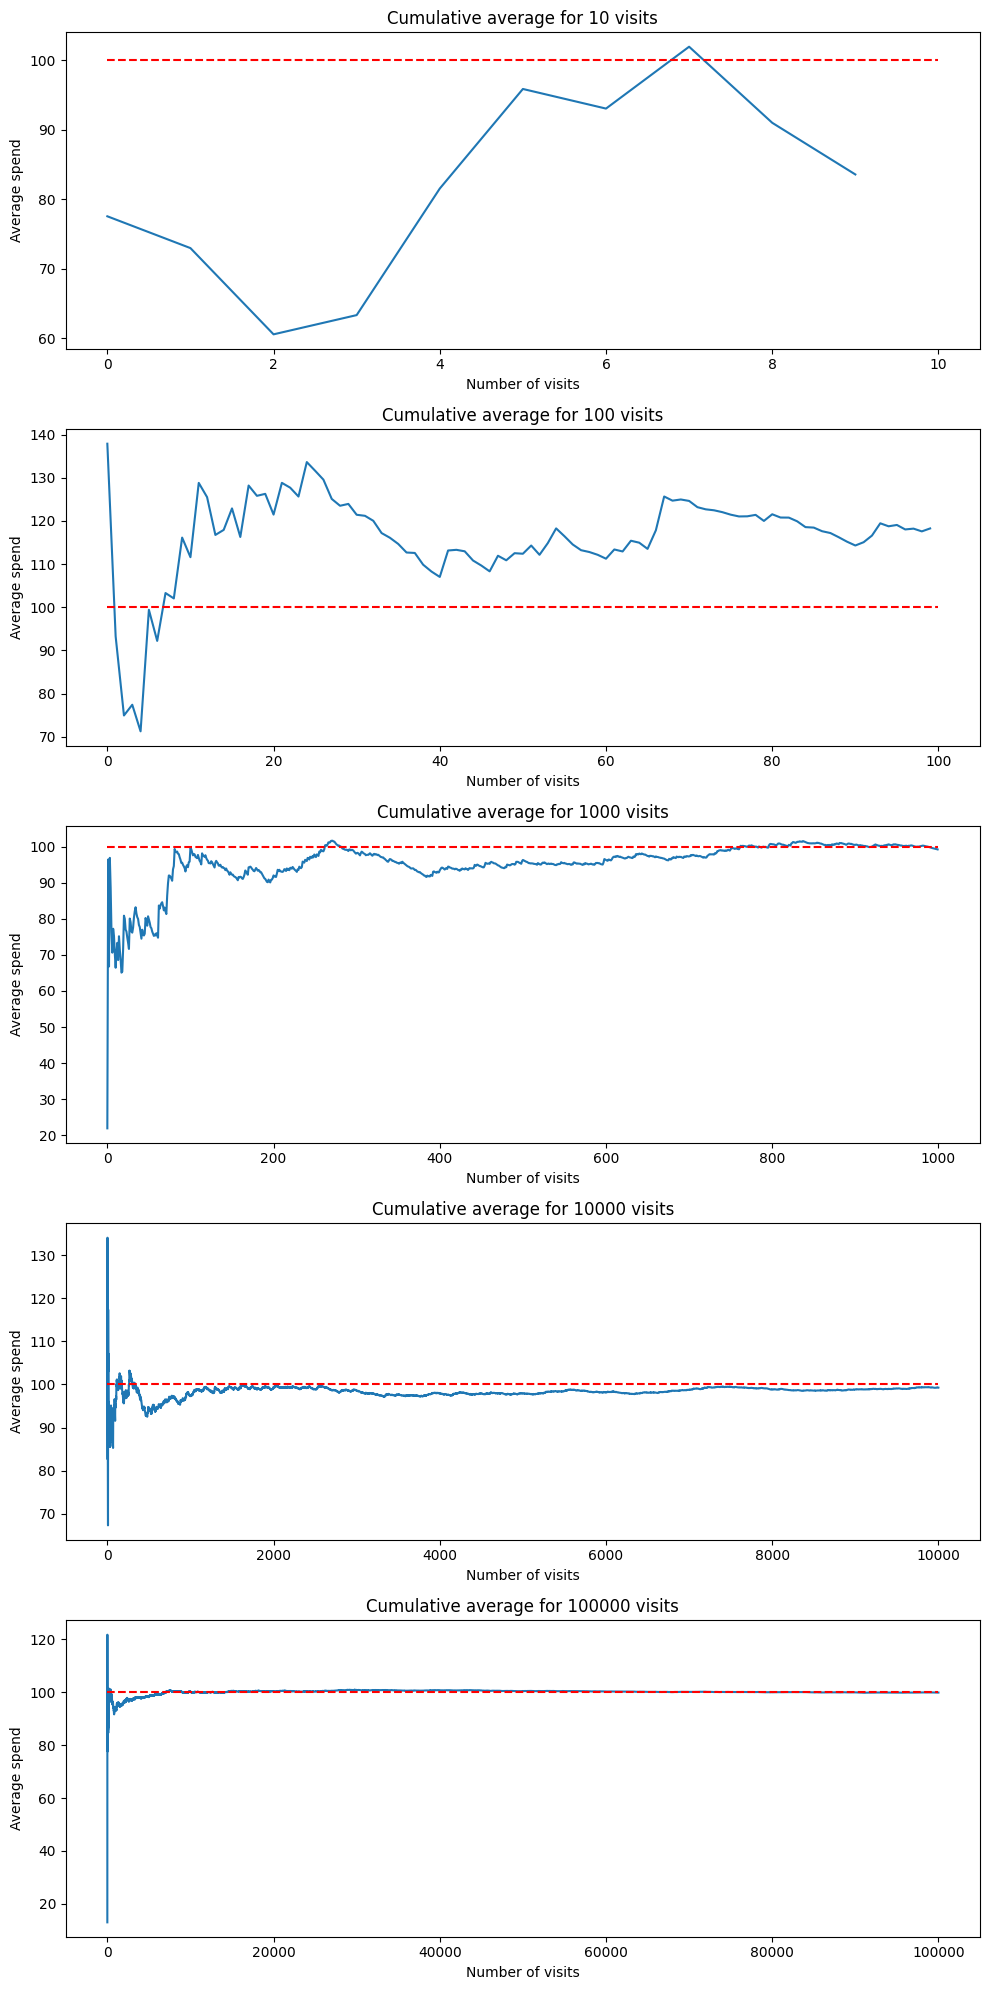 Cumulative average for 10 visits
100
90
80
70
60
Average spend
0 2 4 6 8 10
Number of visits
Cumulative average for 100 visits
140
130
120
110
100
90
80
70
Average spend
0 20 40 60 80 100
Number of visits
Cumulative average for 1000 visits
100
90
80
70
60
50
40
30
20
Average spend
0 200 400 600 800 1000
Number of visits
Cumulative average for 10000 visits
130
120
110
100
90
80
70
Average spend
0 2000 4000 6000 8000 10000
Number of visits
Cumulative average for 100000 visits
120
100
80
60
40
20
Average spend
0 20000 40000 60000 80000 100000
Number of visits